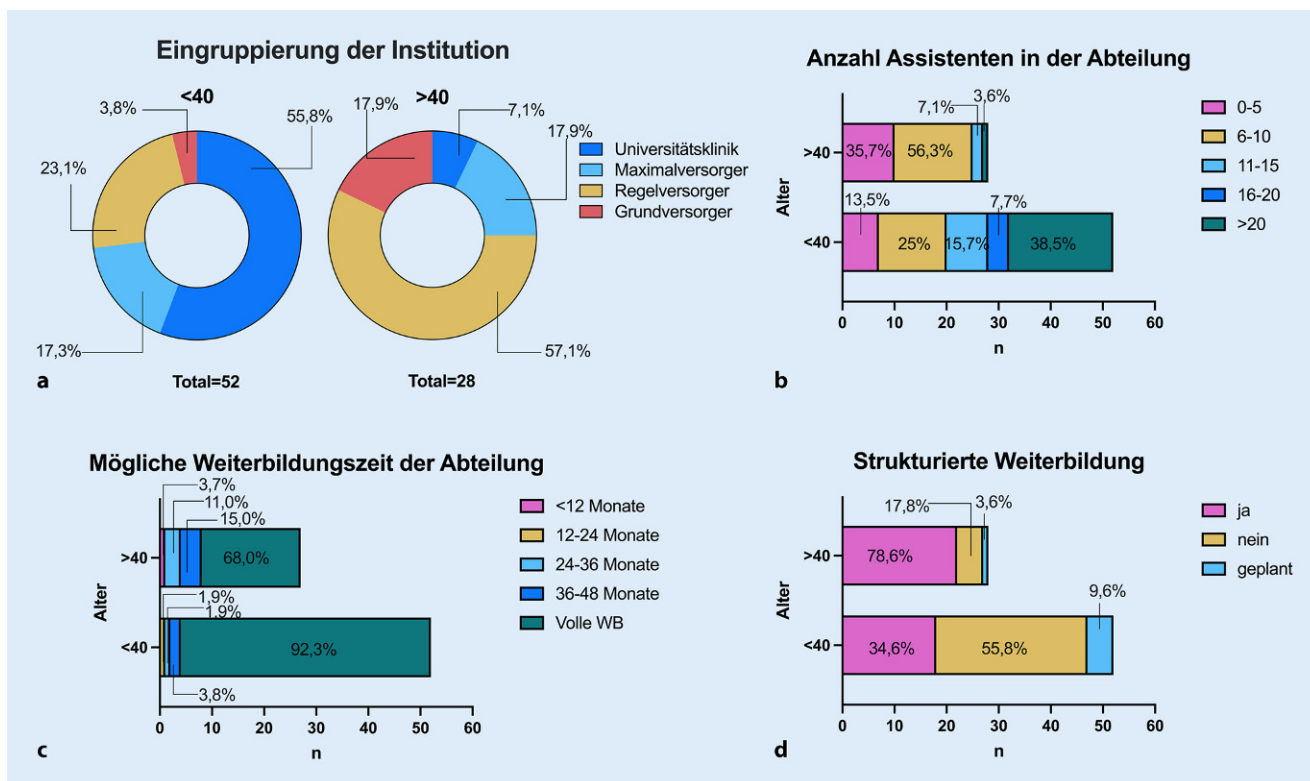 Eingruppierung der Institution
<40
>40
3,8%
55,8%
23,1%
17,3%
17,9%
7,1%
17,9%
57,1%
Universitätsklinik
Maximalversorger
Regelversorger
Grundversorger
Total=52
Total=28
a
Anzahl Assistenten in der Abteilung
7,1%
3,6%
>40
35,7%
56,3%
13,5%
7,7%
<40
25%
15,7%
38,5%
Alter
0
10
20
30
40
50
60
n
0-5
6-10
11-15
16-20
>20
b
Mögliche Weiterbildungszeit der Abteilung
3,7%
11,0%
15,0%
>40
68,0%
1,9%
1,9%
<40
92,3%
3,8%
Alter
0
10
20
30
40
50
60
n
<12 Monate
12-24 Monate
24-36 Monate
36-48 Monate
Volle WB
c
Strukturierte Weiterbildung
17,8%
3,6%
>40
78,6%
9,6%
<40
34,6%
55,8%
Alter
0
10
20
30
40
50
60
n
ja
nein
geplant
d